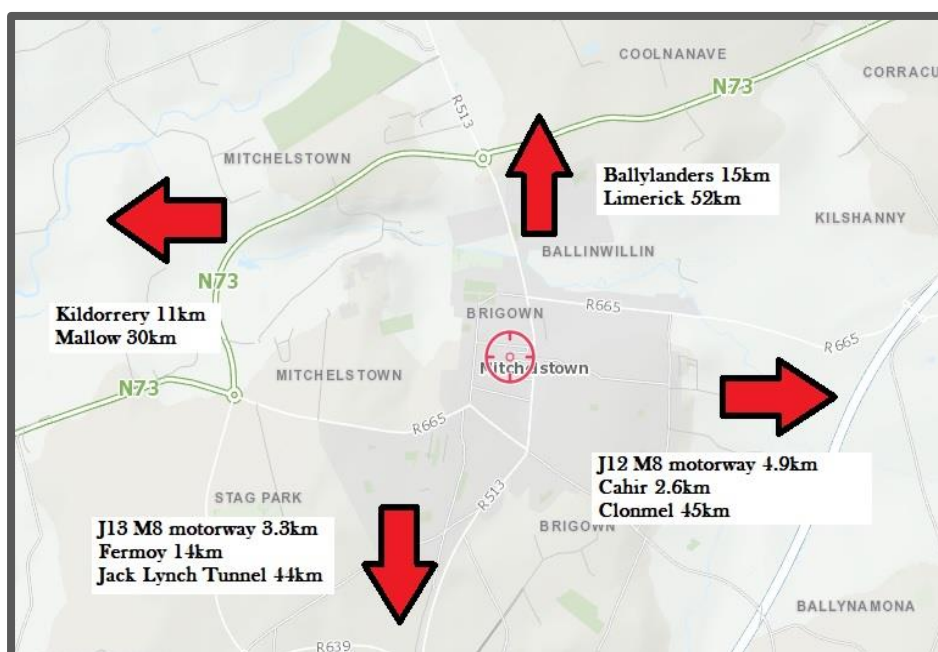 COOLNANAVE
N73
CORRACU
R513
MITCHELSTOWN
Ballylanders 15km
Limerick 52km
KILSHANNY
BALLINWILLIN
N73
Kildorrery 11km
Mallow 30km
BRIGOWN
R665
R665
Mitchelstown
N73
MITCHELSTOWN
R665
J12 M8 motorway 4.9km
Cahir 2.6km
Clonmel 45km
STAG PARK
R513
BRIGOWN
J13 M8 motorway 3.3km
Fermoy 14km
Jack Lynch Tunnel 44km
BALLYNAMONA
R639